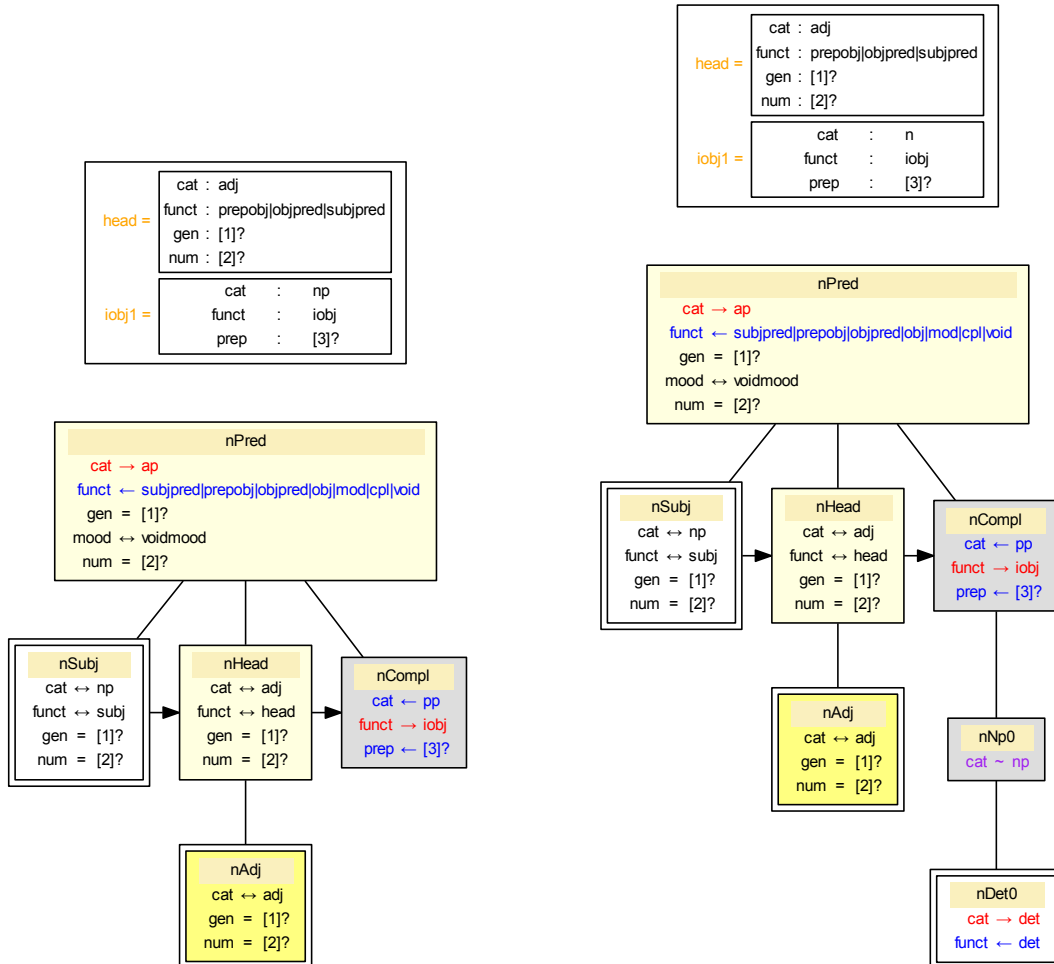 head =
cat : adj
funct : prepobj|objpred|subjpred
gen : [1]?
num : [2]?
iobj1 =
cat : np
funct : iobj
prep : [3]?
nPred
cat → ap
funct ← subjpred|prepobj|objpred|obj|mod|cpl|void
gen = [1]?
mood ↔ voidmood
num = [2]?
nSubj
cat ↔ np
funct ↔ subj
gen = [1]?
num = [2]?
nHead
cat ↔ adj
funct ↔ head
gen = [1]?
num = [2]?
nCompl
cat ← pp
funct → iobj
prep ← [3]?
nAdj
cat ↔ adj
gen = [1]?
num = [2]?
head =
cat : adj
funct : prepobj|objpred|subjpred
gen : [1]?
num : [2]?
iobj1 =
cat : n
funct : iobj
prep : [3]?
nPred
cat → ap
funct ← subjpred|prepobj|objpred|obj|mod|cpl|void
gen = [1]?
mood ↔ voidmood
num = [2]?
nSubj
cat ↔ np
funct ↔ subj
gen = [1]?
num = [2]?
nHead
cat ↔ adj
funct ↔ head
gen = [1]?
num = [2]?
nCompl
cat ← pp
funct → iobj
prep ← [3]?
nAdj
cat ↔ adj
gen = [1]?
num = [2]?
nNp0
cat ~ np
nDet0
cat → det
funct ← det